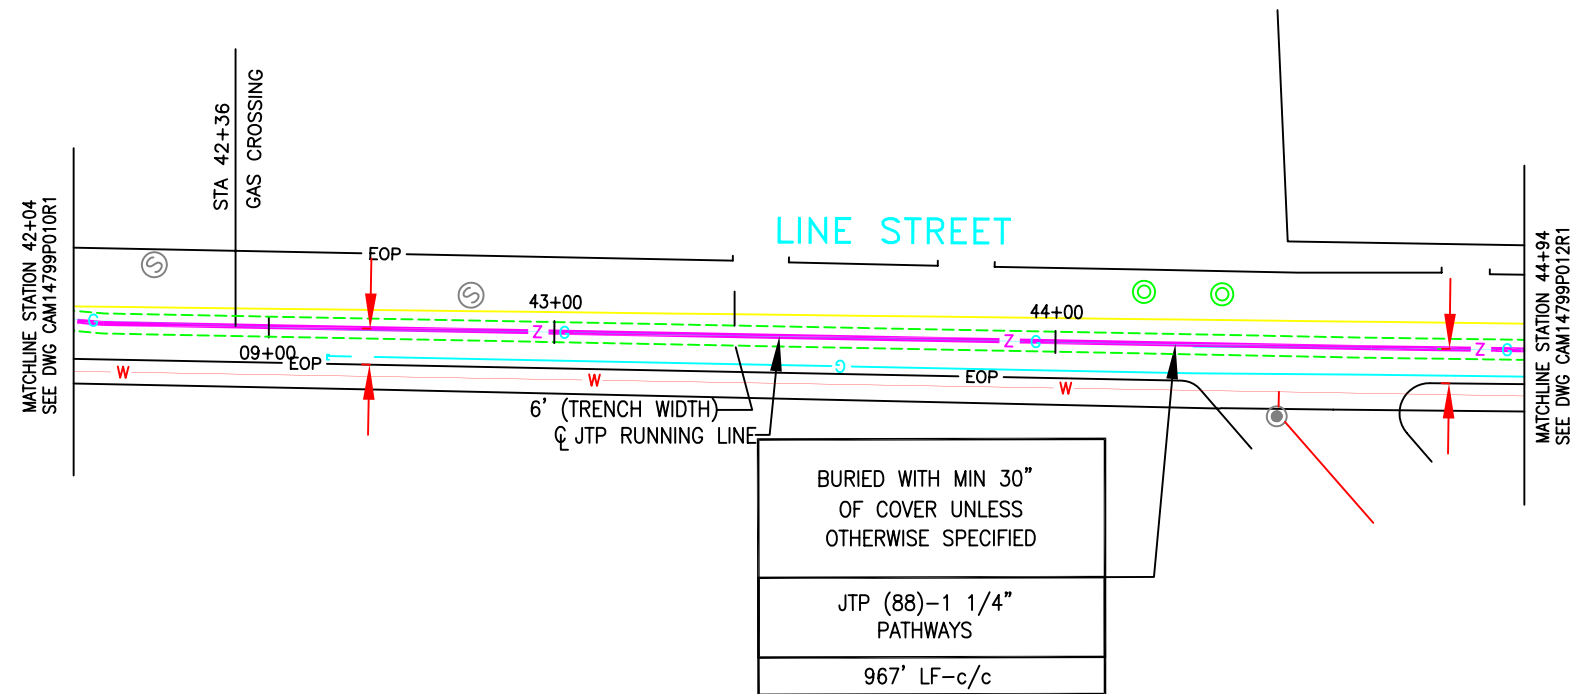 MATCHLINE STATION 42+04
SEE DWG CAM14799P010R1
STA 42+36
GAS CROSSING
LINE STREET
EOP
S
S
43+00
44+00
G
Z
G
Z
G
Z
G
09+00
EOP
G
EOP
W
W
W
6' (TRENCH WIDTH)
℄ JTP RUNNING LINE
BURIED WITH MIN 30"
OF COVER UNLESS
OTHERWISE SPECIFIED
JTP (88)-1 1/4"
PATHWAYS
967' LF-c/c
MATCHLINE STATION 44+94
SEE DWG CAM14799P012R1